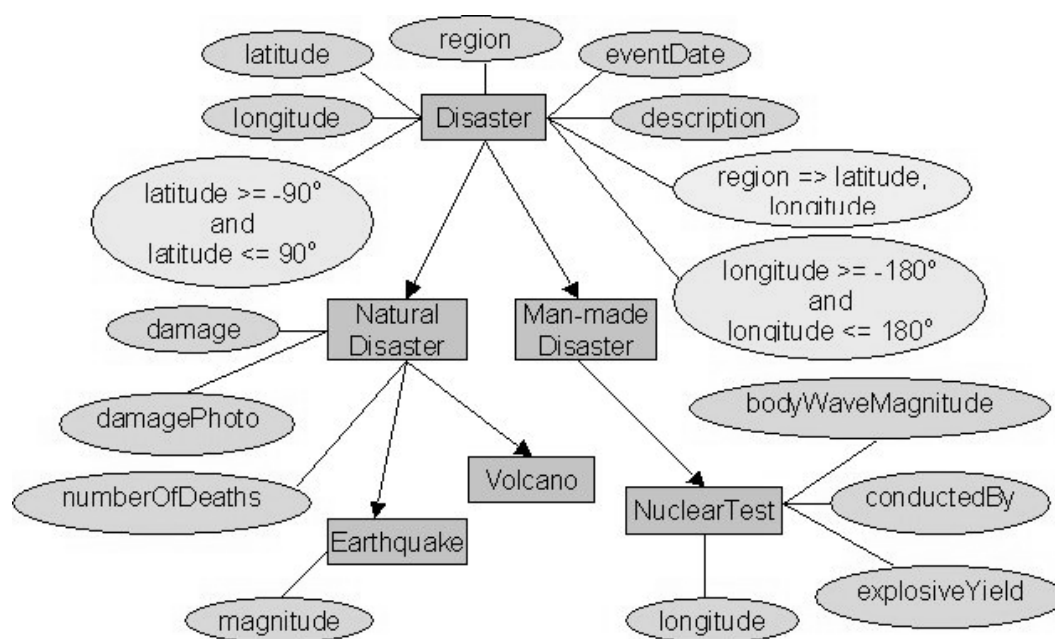 region
latitude
eventDate
longitude
Disaster
description
latitude >= -90°
and
latitude <= 90°
region => latitude,
longitude
longitude >= -180°
and
longitude <= 180°
damage
Natural
Disaster
Man-made
Disaster
damagePhoto
bodyWaveMagnitude
numberOfDeaths
Volcano
NuclearTest
conductedBy
Earthquake
explosiveYield
magnitude
longitude